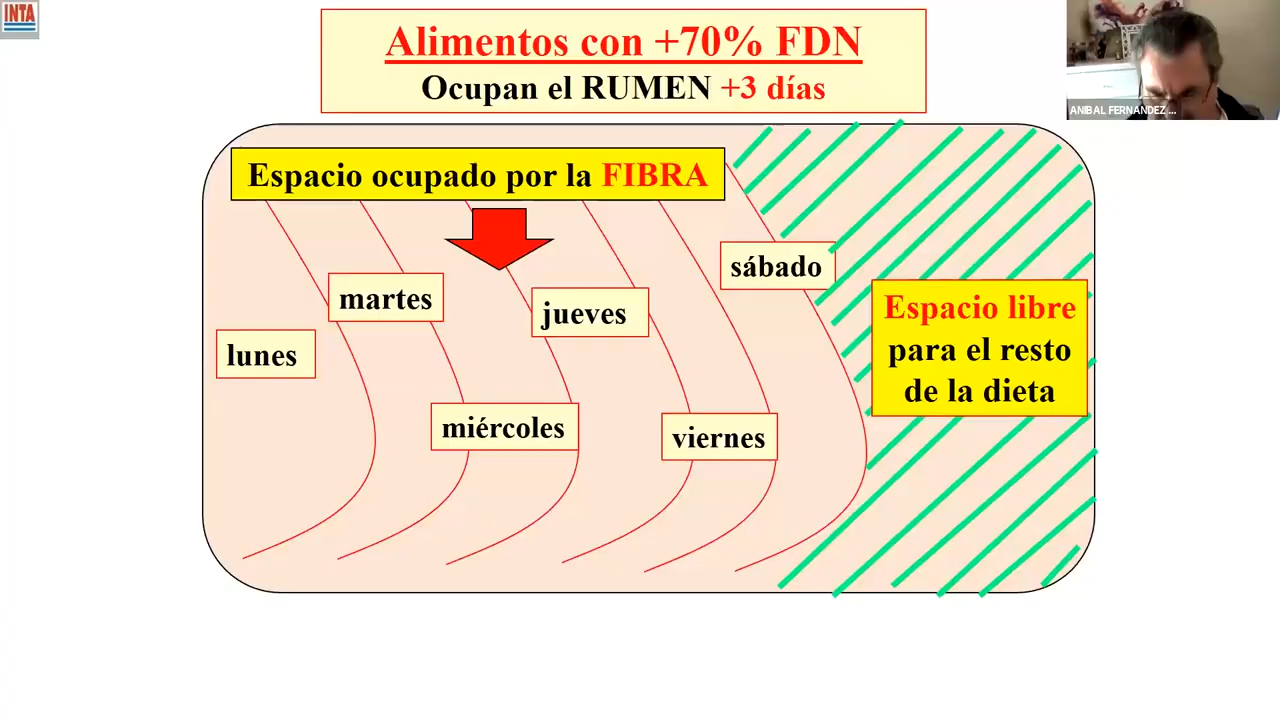 INTA
Alimentos con +70% FDN
Ocupan el RUMEN +3 días
ANIBAL FERNANDEZ ...
Espacio ocupado por la FIBRA
sábado
martes
jueves
Espacio libre
para el resto
de la dieta
lunes
miércoles
viernes